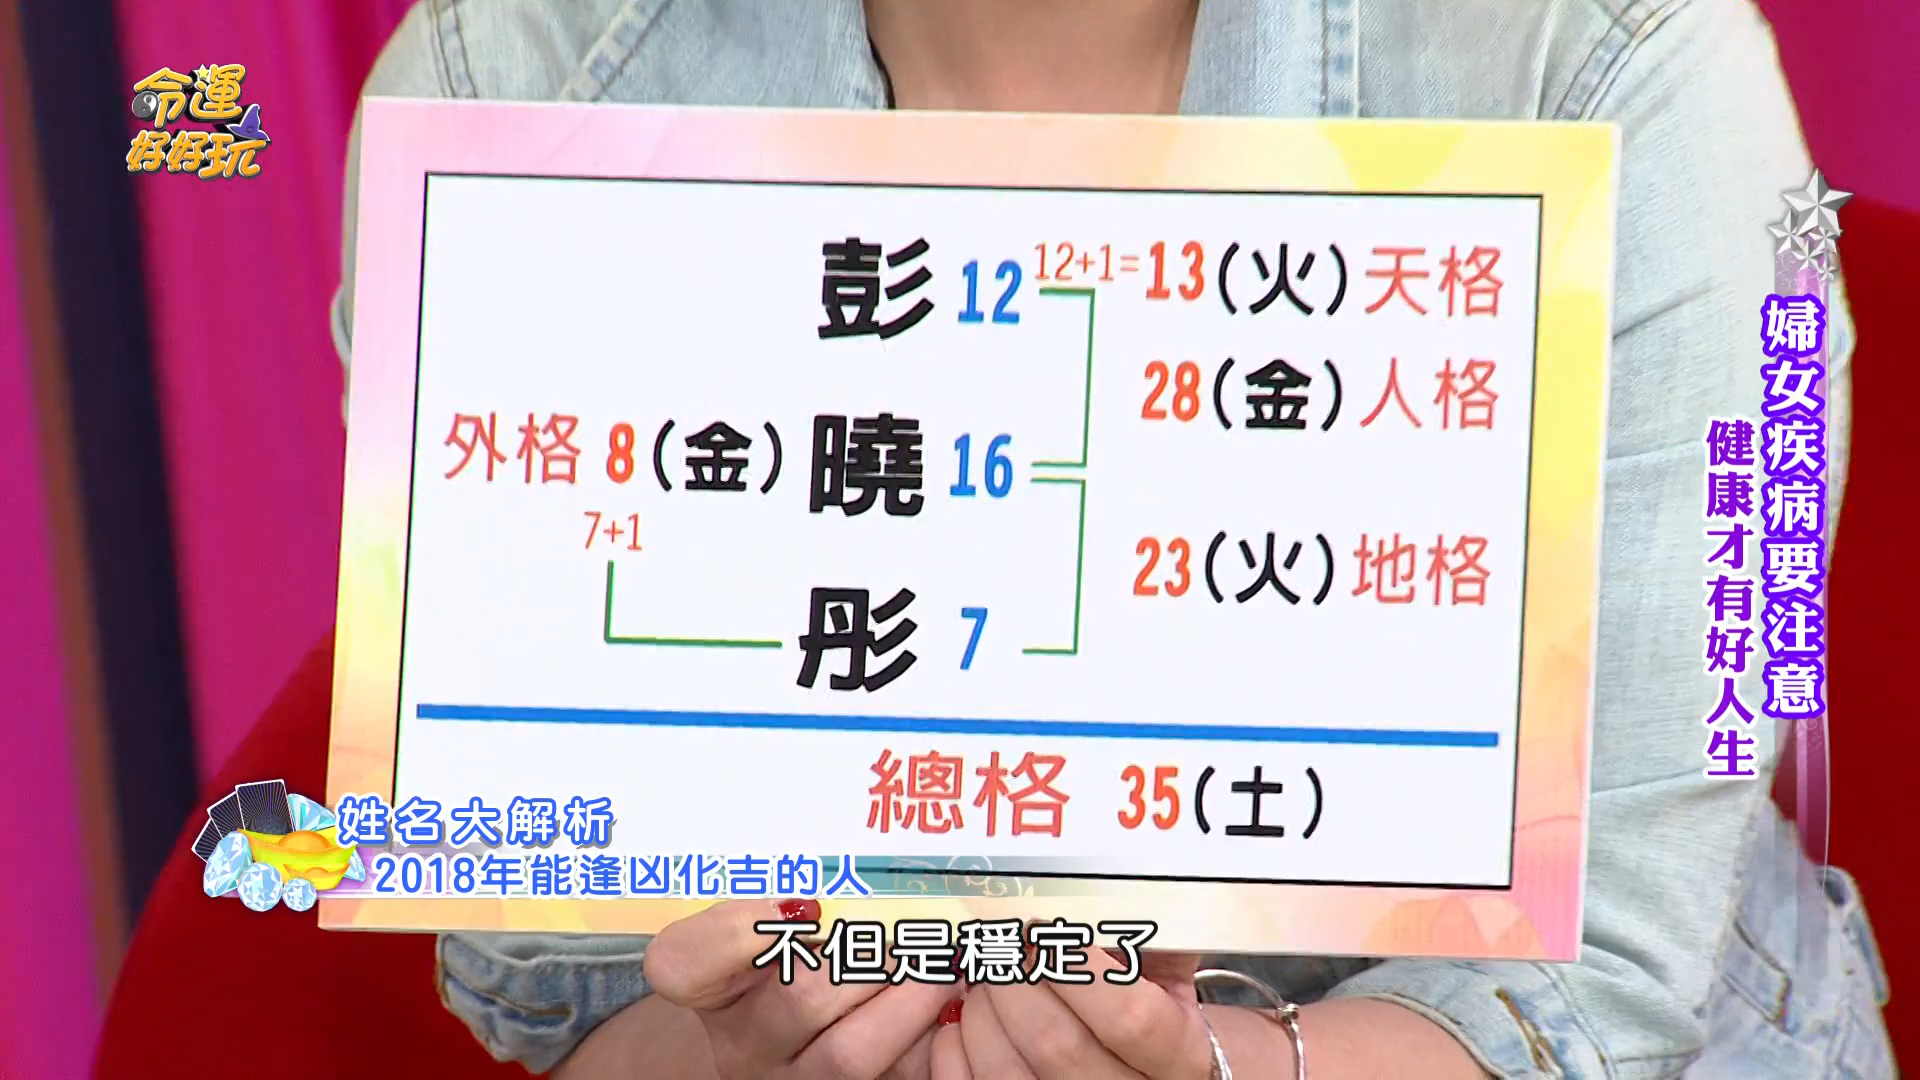 命運
好好玩
彭 12 12+1=13(火)天格
28(金)人格
外格 8(金) 曉 16
7+1
23(火)地格
彤 7
總格 35(土)
婦女疾病要注意
健康才有好人生
姓名大解析
2018年能逢凶化吉的人
不但是穩定了